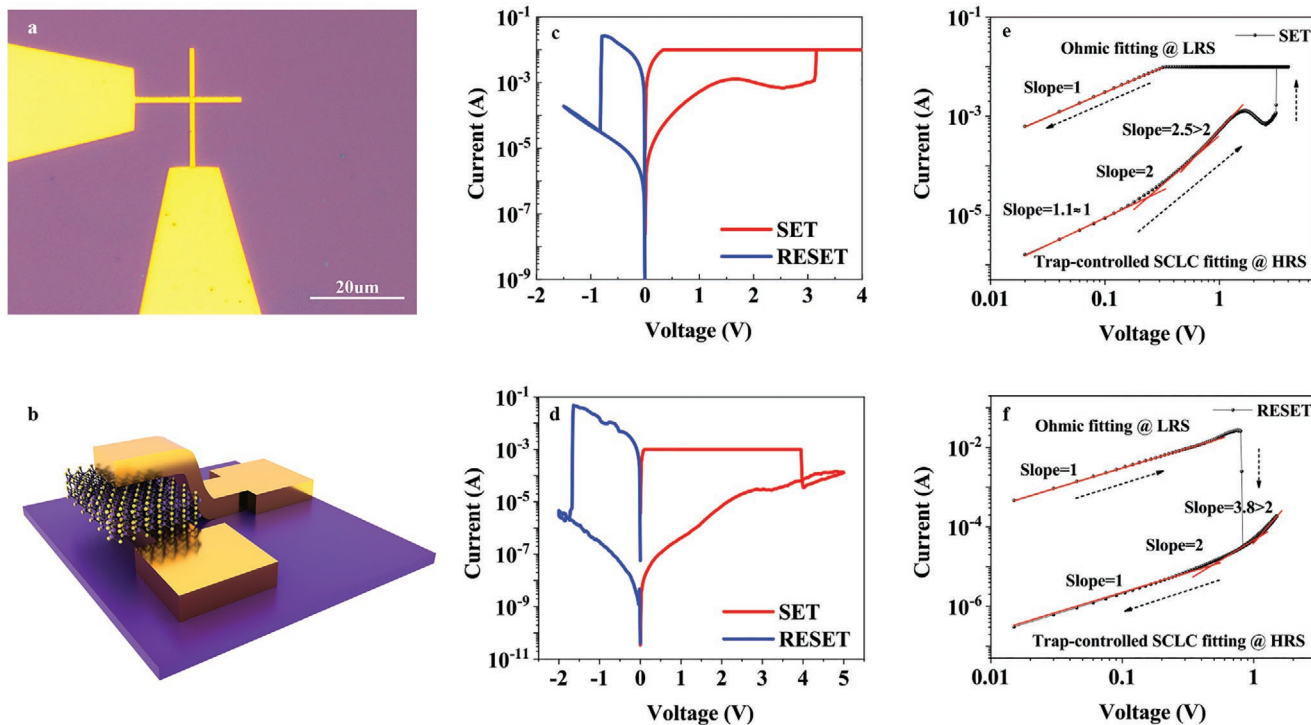 a
20um
b
c
Current (A)
10⁻¹
10⁻³
10⁻⁵
10⁻⁷
10⁻⁹
SET
RESET
-2 -1 0 1 2 3 4
Voltage (V)
d
Current (A)
10⁻¹
10⁻³
10⁻⁵
10⁻⁷
10⁻⁹
10⁻¹¹
SET
RESET
-2 -1 0 1 2 3 4 5
Voltage (V)
e
SET
Ohmic fitting @ LRS
Current (A)
10⁻¹
10⁻³
10⁻⁵
Slope=1
Slope=2.5>2
Slope=2
Slope=1.1≈1
Trap-controlled SCLC fitting @ HRS
0.01 0.1 1
Voltage (V)
f
RESET
Ohmic fitting @ LRS
Current (A)
10⁻²
10⁻⁴
10⁻⁶
Slope=1
Slope=3.8>2
Slope=2
Slope=1
Trap-controlled SCLC fitting @ HRS
0.01 0.1 1
Voltage (V)